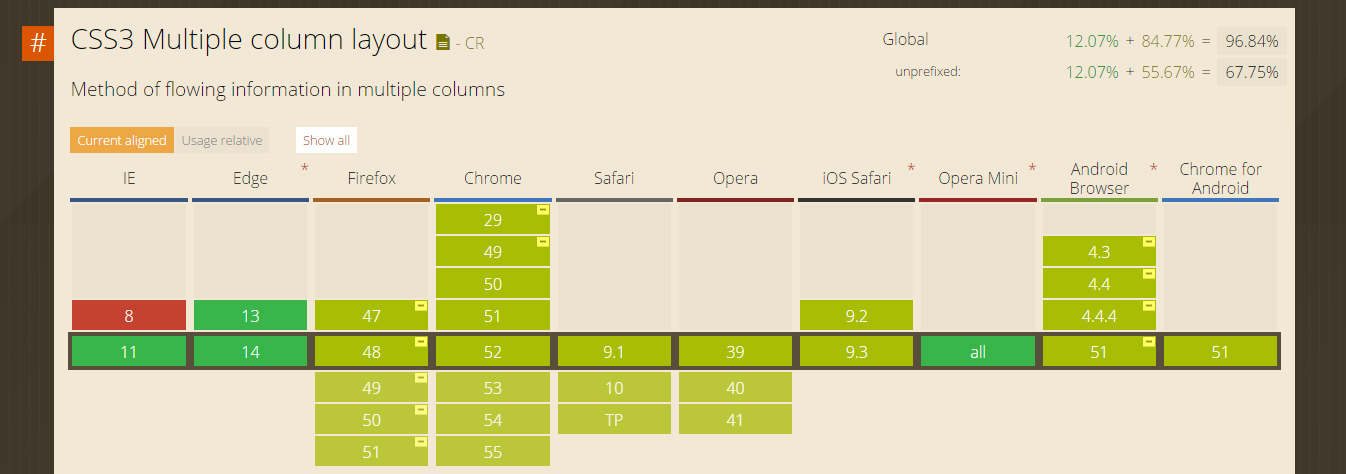 # CSS3 Multiple column layout - CR
Global 12.07% + 84.77% = 96.84%
unprefixed: 12.07% + 55.67% = 67.75%
Method of flowing information in multiple columns
Current aligned Usage relative Show all
IE Edge * Firefox Chrome Safari Opera iOS Safari * Opera Mini * Android Browser * Chrome for Android
29
49 4.3
50 4.4
8 13 47 51 9.2 4.4.4
11 14 48 52 9.1 39 9.3 all 51 51
49 53 10 40
50 54 TP 41
51 55